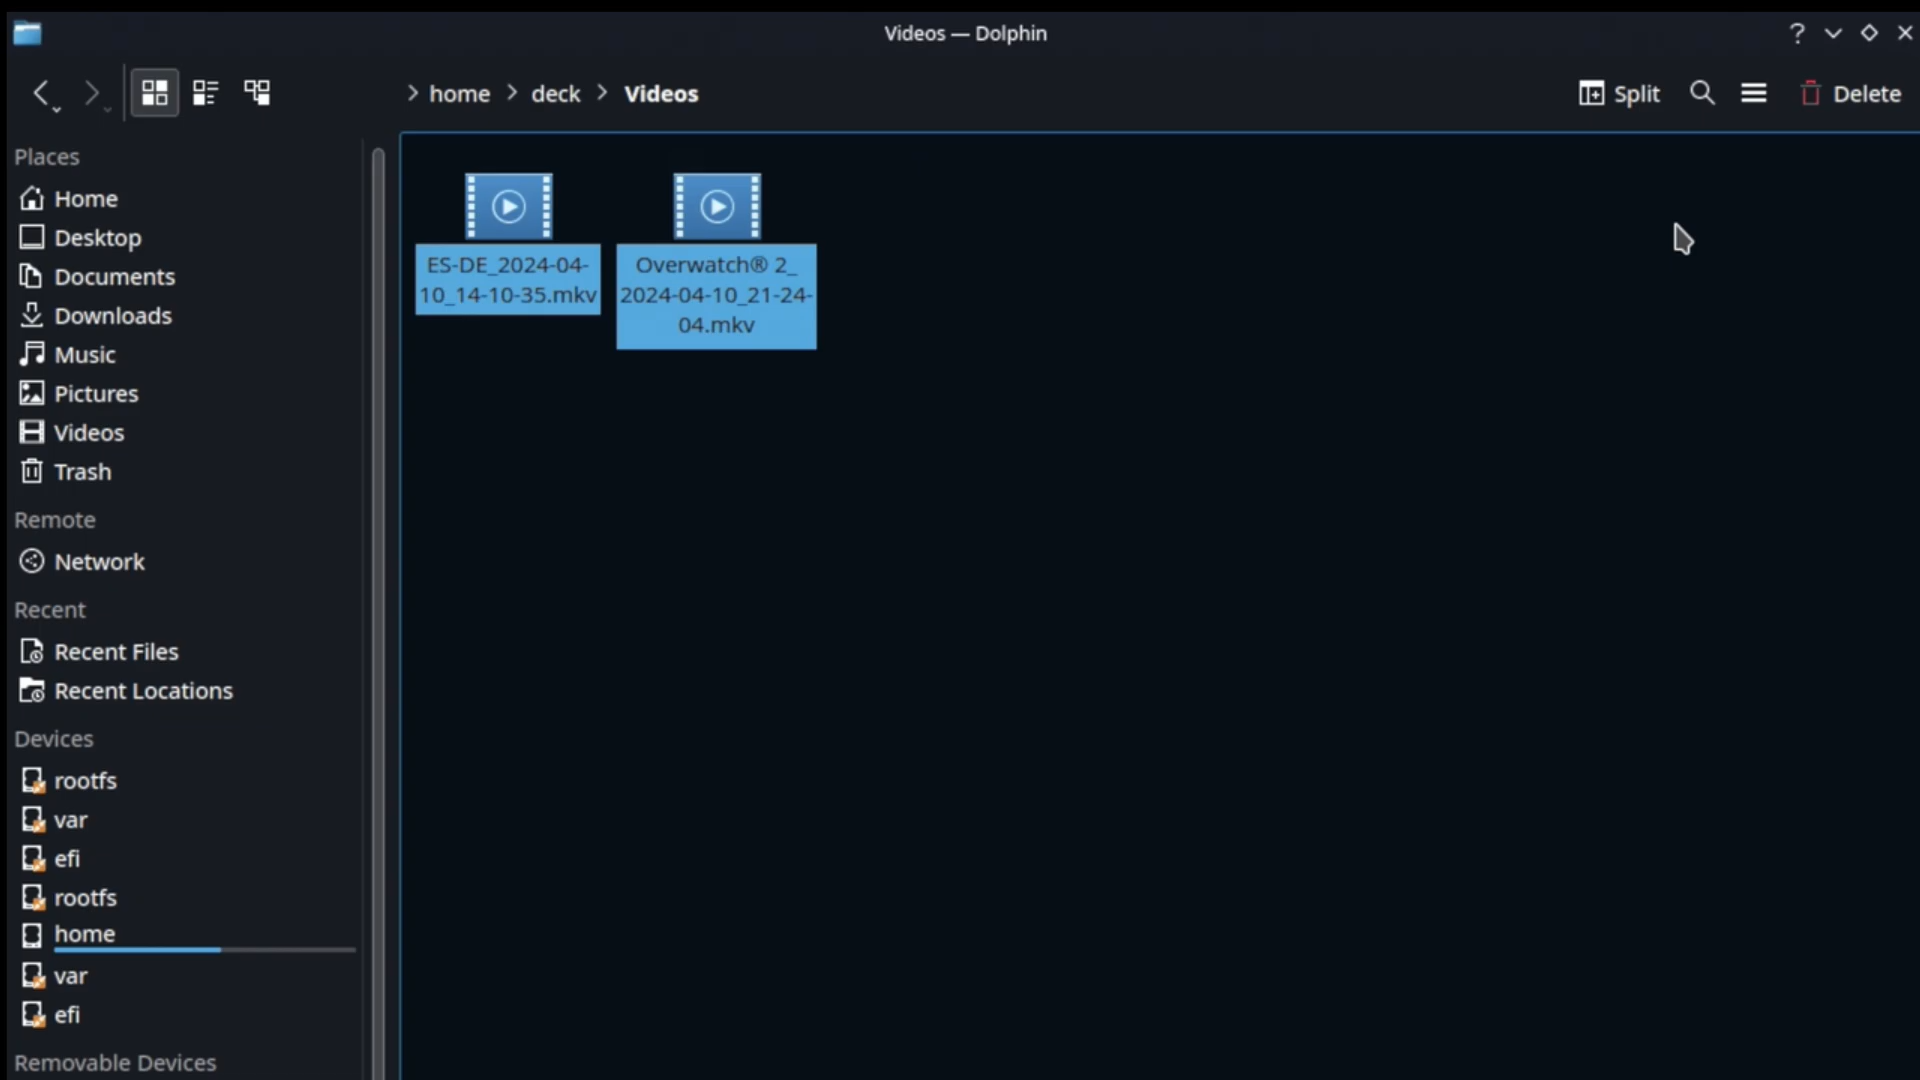 Videos — Dolphin
home > deck > Videos
Split
Delete
Places
Home
Desktop
Documents
Downloads
Music
Pictures
Videos
Trash
Remote
Network
Recent
Recent Files
Recent Locations
Devices
rootfs
var
efi
rootfs
home
var
efi
Removable Devices
ES-DE_2024-04-
10_14-10-35.mkv
Overwatch® 2_
2024-04-10_21-24-
04.mkv